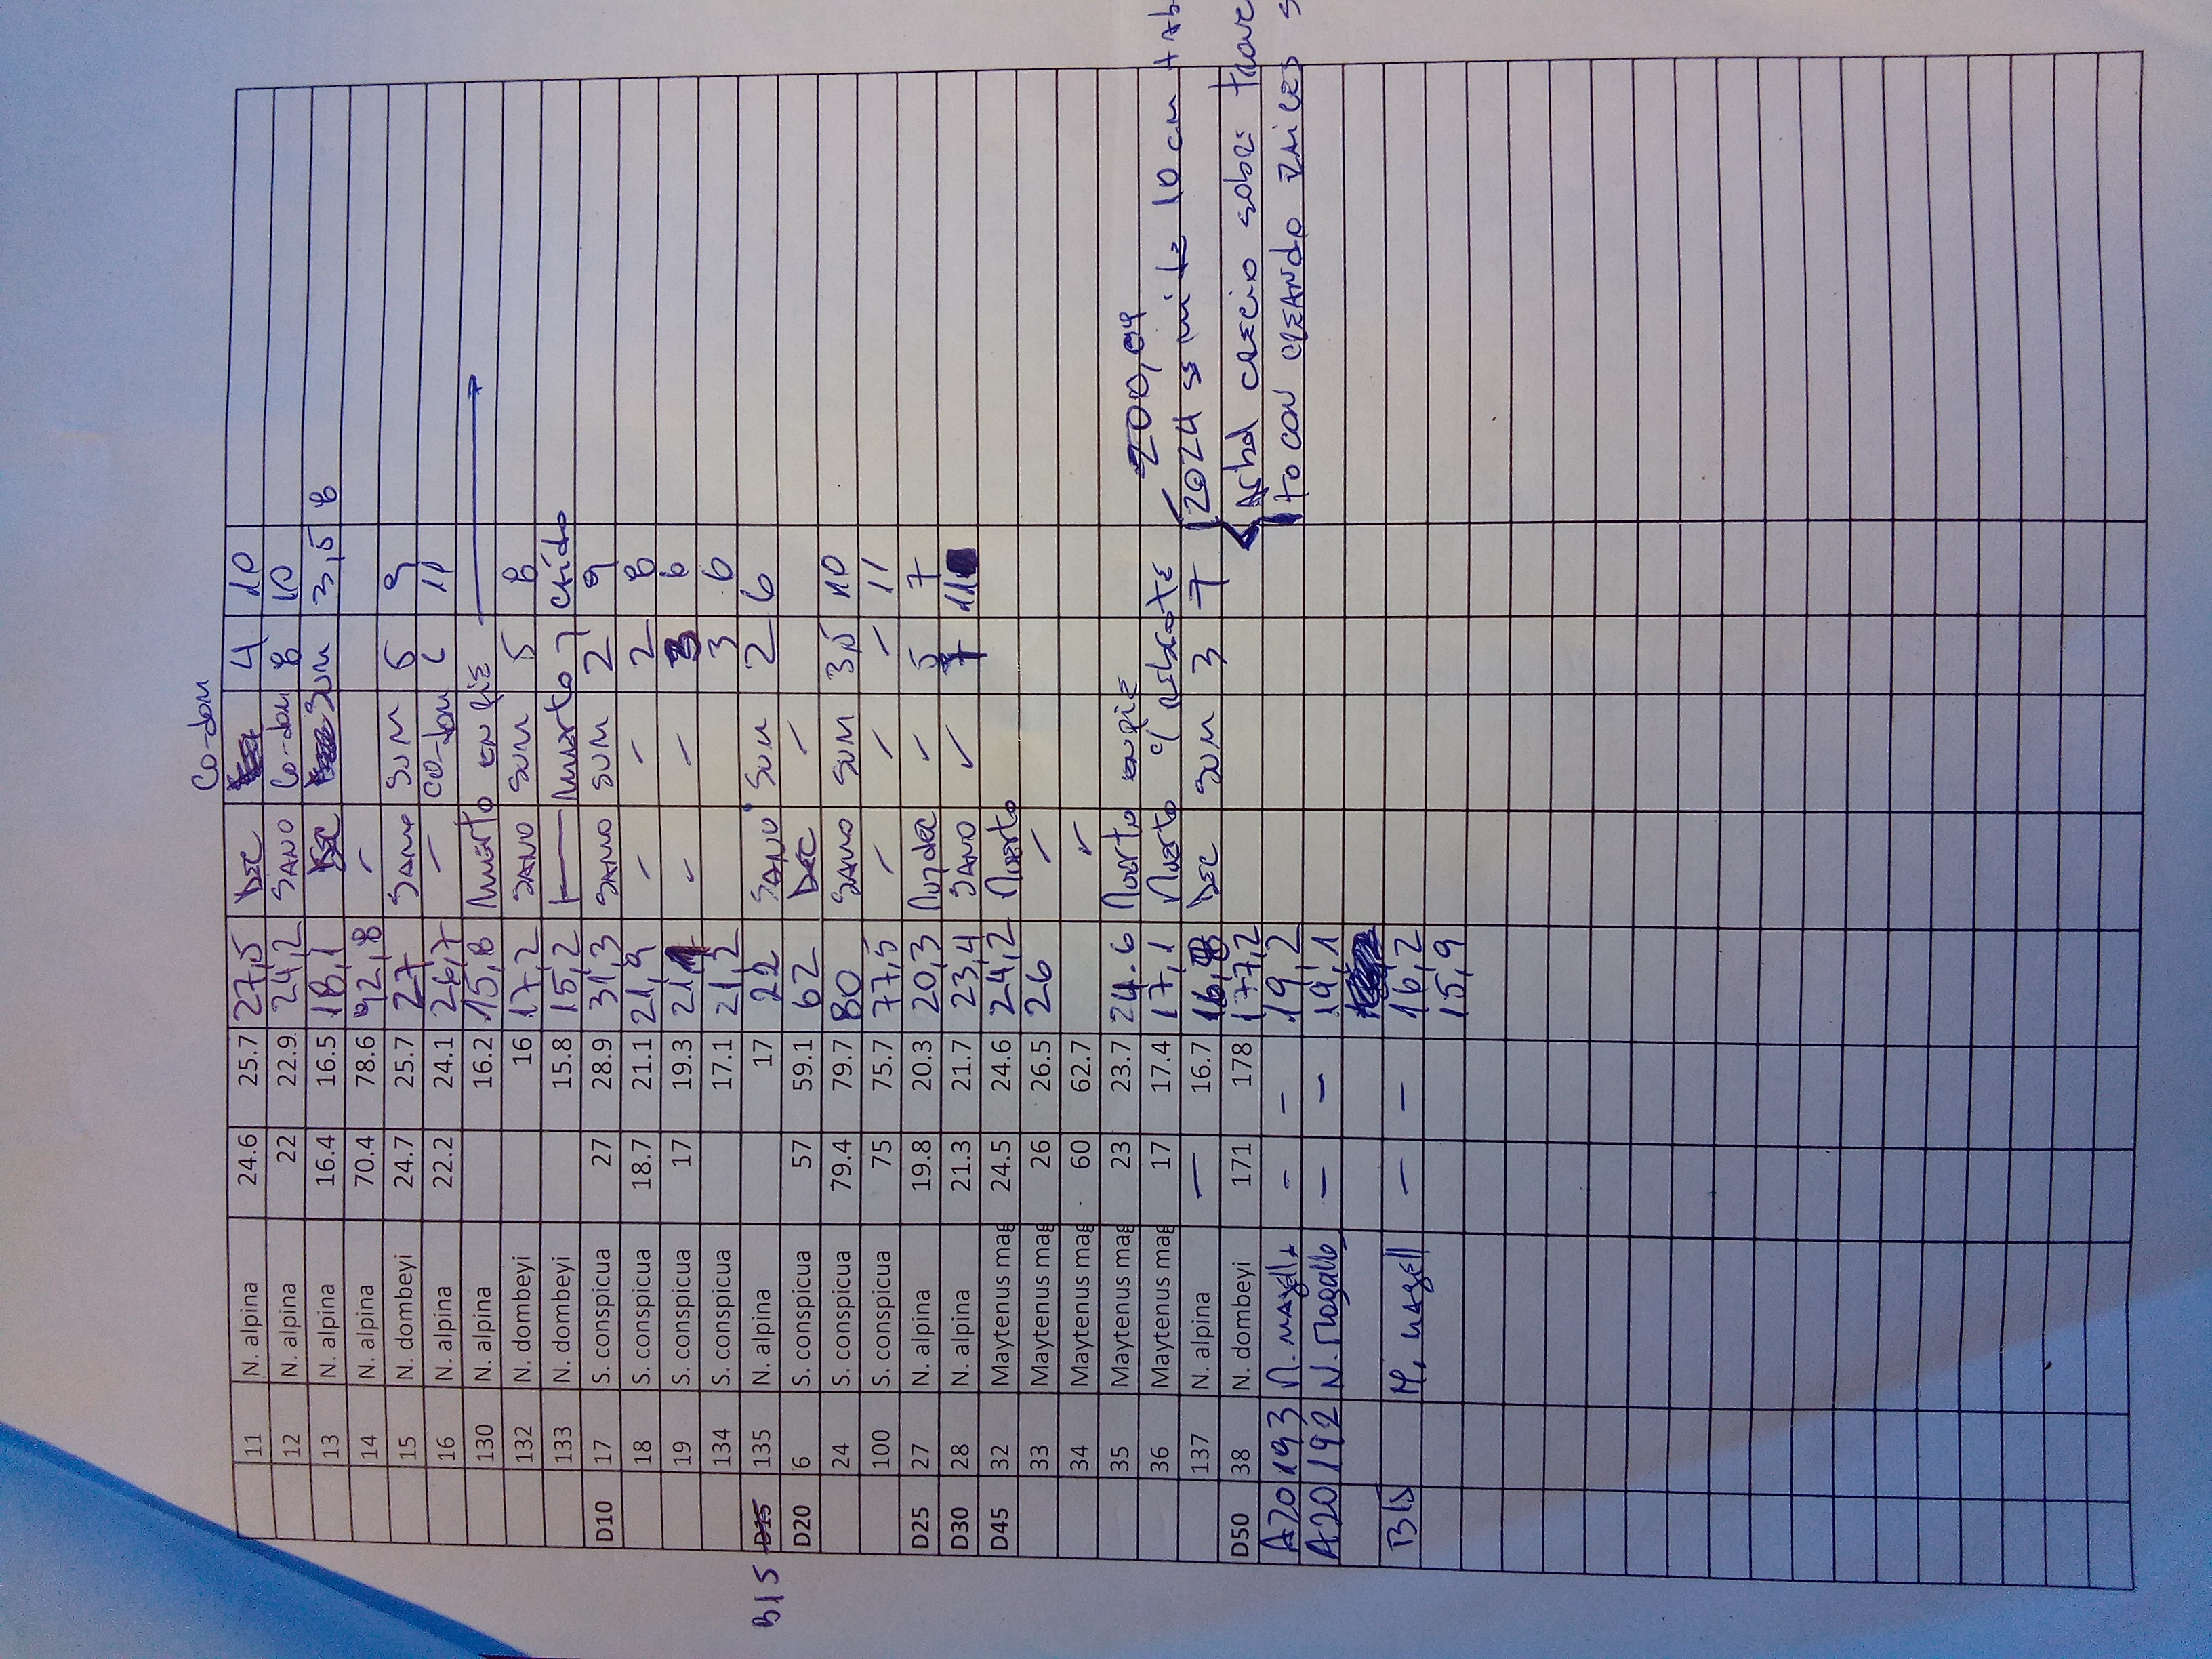 Co-dom
11 N. alpina 24.6 25.7 27,5 DEC 4 10
12 N. alpina 22 22.9 24,2 SANO Co-dom 8 10
13 N. alpina 16.4 16.5 18,1 DEC SUM 3,5 8
14 N. alpina 70.4 78.6 92,8 -
15 N. dombeyi 24.7 25.7 27 SANO SUM 5 9
16 N. alpina 22.2 24.1 26,7 - CO-dom 6 11
130 N. alpina 16.2 15,8 Muerto en pie
132 N. dombeyi 16 17,2 SANO SUM 5 8
133 N. dombeyi 15.8 15,2 Muerto y caído
D10 17 S. conspicua 27 28.9 31,3 SANO SUM 2 9
18 S. conspicua 18.7 21.1 21,9 - - 2 8
19 S. conspicua 17 19.3 21,1 - - 3 6
134 S. conspicua 17.1 21,2 3 6
B15 D15 135 N. alpina 17 22 SANO SUM 2 6
D20 6 S. conspicua 57 59.1 62 DEC -
24 S. conspicua 79.4 79.7 80 SANO SUM 3,5 10
100 S. conspicua 75 75.7 77,5 - - - 11
D25 27 N. alpina 19.8 20.3 20,3 Muy dec - 5 7
D30 28 N. alpina 21.3 21.7 23,4 SANO - 7 11
D45 32 Maytenus mag 24.5 24.6 24,2 Muerto
33 Maytenus mag 26 26.5 26 -
34 Maytenus mag 60 62.7 -
35 Maytenus mag 23 23.7 24.6 Muerto en pie
200,04
36 Maytenus mag 17 17.4 17,1 Muerto c/ rebrote
2024 se mide 10 cm + ab
137 N. alpina — 16.7 16,8 DEC SUM 3 7
D50 38 N. dombeyi 171 178 177,2 Arbol crecio sobre tronc
A20 193 M. magella - - 19,2 to con creando raices s
A20 192 N. Magalla — — 19,1
B15 M. magell — — 16,2
15,9